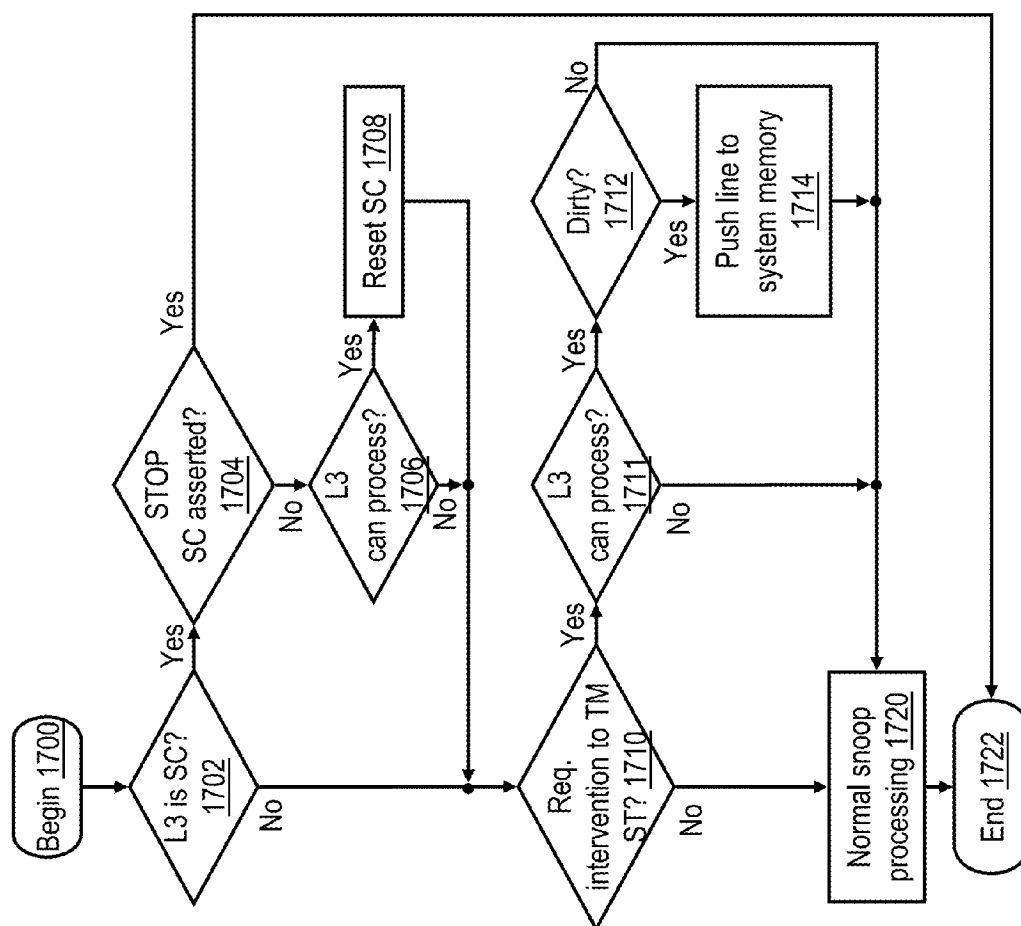 Begin 1700
L3 is SC?
1702
No
Yes
STOP
SC asserted?
1704
Yes
No
L3
can process?
1706
Yes
No
Reset SC 1708
Req.
intervention to TM
ST? 1710
Yes
No
L3
can process?
1711
Yes
No
Dirty?
1712
No
Yes
Push line to
system memory
1714
Normal snoop
processing 1720
End 1722